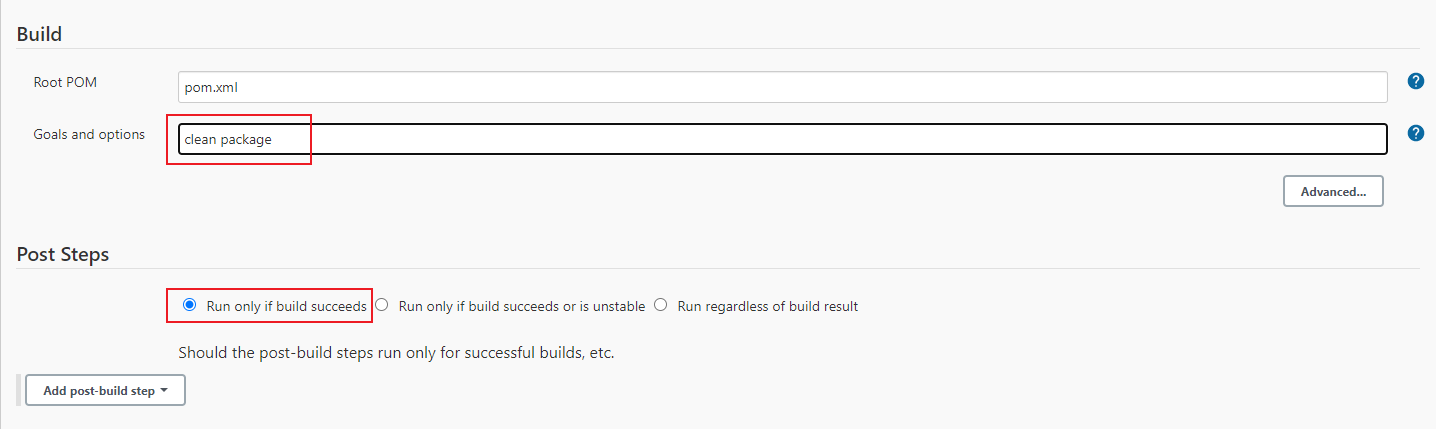 Build
Root POM
pom.xml
?
Goals and options
clean package
?
Advanced...
Post Steps
Run only if build succeeds Run only if build succeeds or is unstable Run regardless of build result
Should the post-build steps run only for successful builds, etc.
Add post-build step